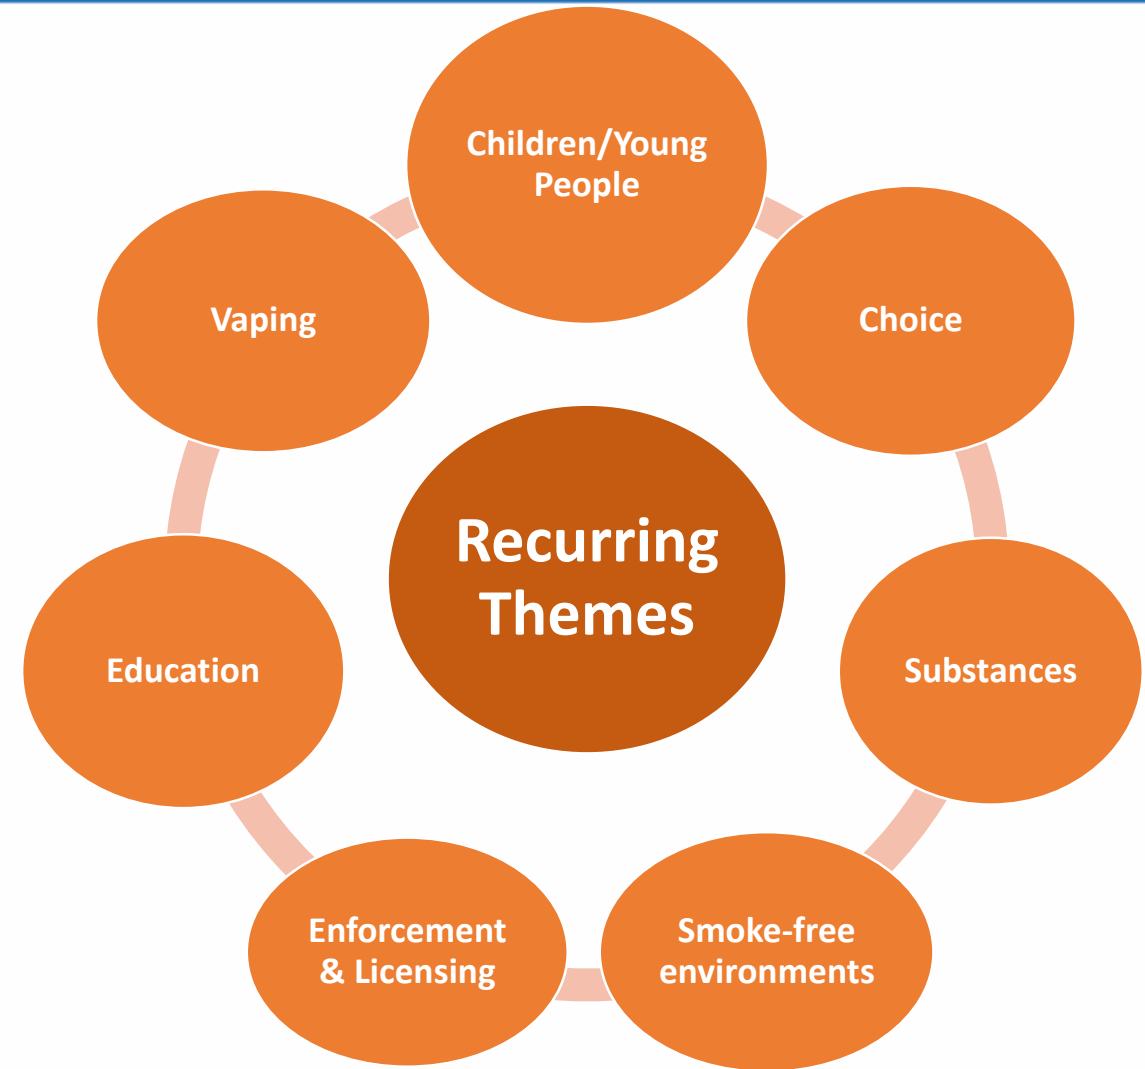 Children/Young
People
Choice
Substances
Smoke-free
environments
Enforcement
& Licensing
Education
Vaping
Recurring
Themes